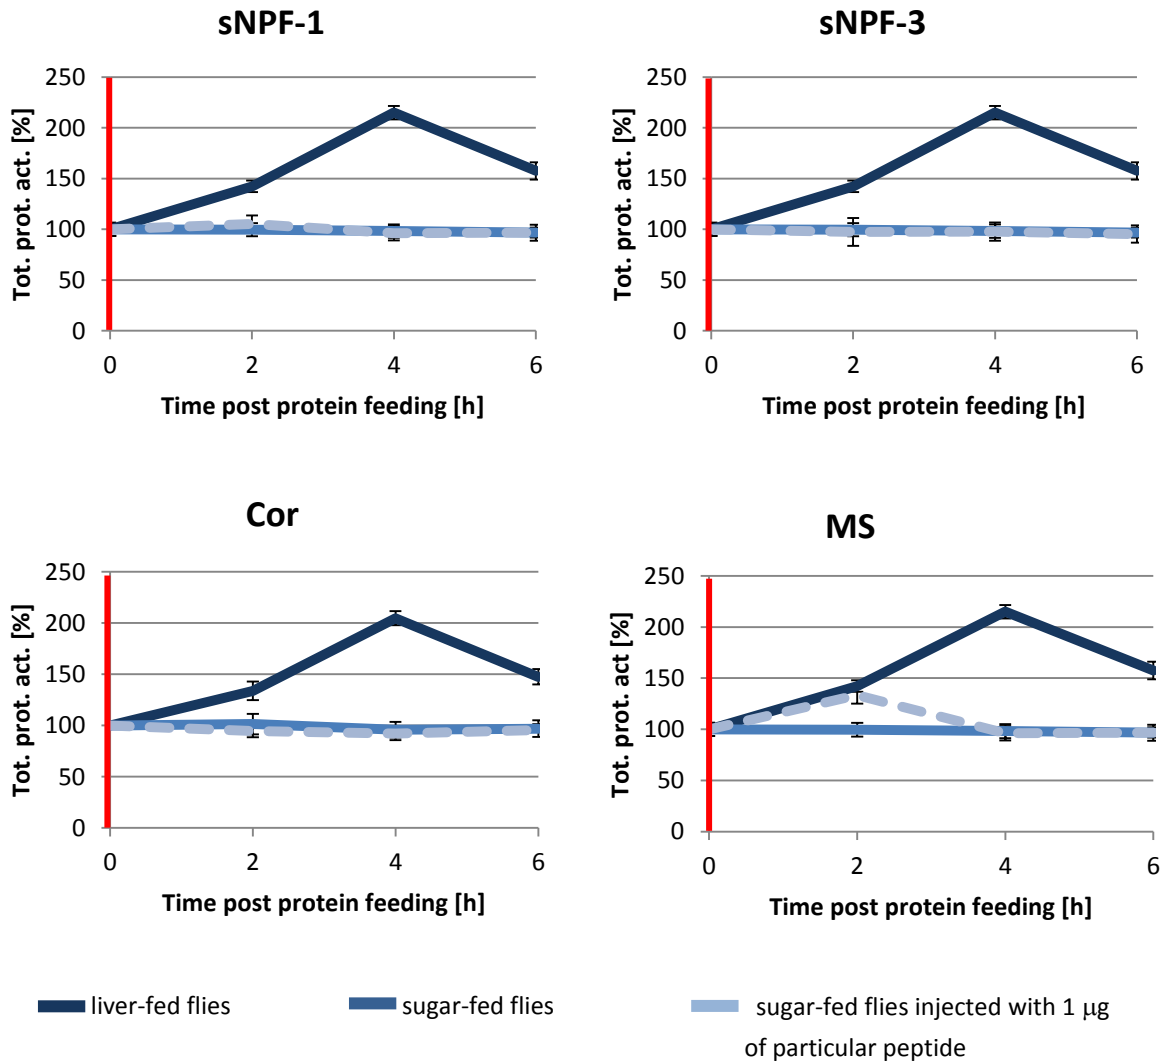 sNPF-1
250
200
150
100
50
0
Tot. prot. act. [%]
0 2 4 6
Time post protein feeding [h]
sNPF-3
250
200
150
100
50
0
Tot. prot. act. [%]
0 2 4 6
Time post protein feeding [h]
Cor
250
200
150
100
50
0
Tot. prot. act. [%]
0 2 4 6
Time post protein feeding [h]
MS
250
200
150
100
50
0
Tot. prot. act [%]
0 2 4 6
Time post protein feeding [h]
liver-fed flies
sugar-fed flies
sugar-fed flies injected with 1 μg
of particular peptide